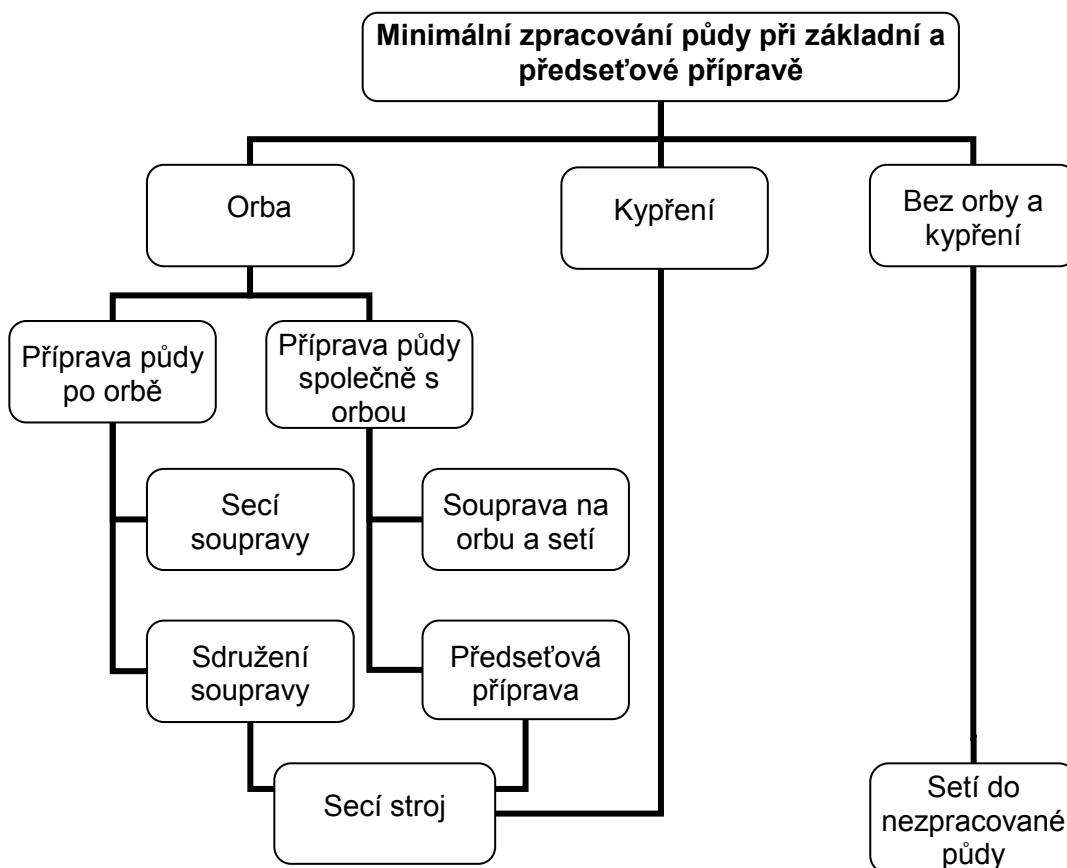 Minimální zpracování půdy při základní a
předseťové přípravě
Orba
Kypření
Bez orby a
kypření
Příprava půdy
po orbě
Příprava půdy
společně s
orbou
Secí
soupravy
Souprava na
orbu a setí
Sdružení
soupravy
Předseťová
příprava
Secí stroj
Setí do
nezpracované
půdy